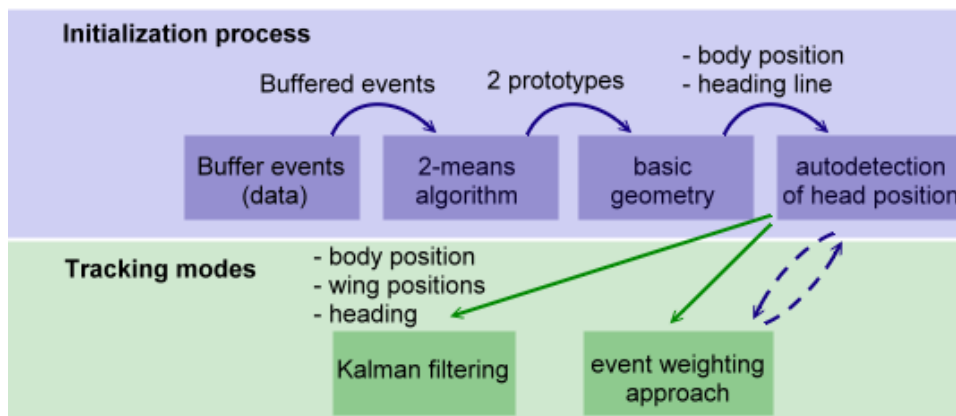 Initialization process
Buffered events
2 prototypes
- body position
- heading line
Buffer events
(data)
2-means
algorithm
basic
geometry
autodetection
of head position
Tracking modes
- body position
- wing positions
- heading
Kalman filtering
event weighting
approach